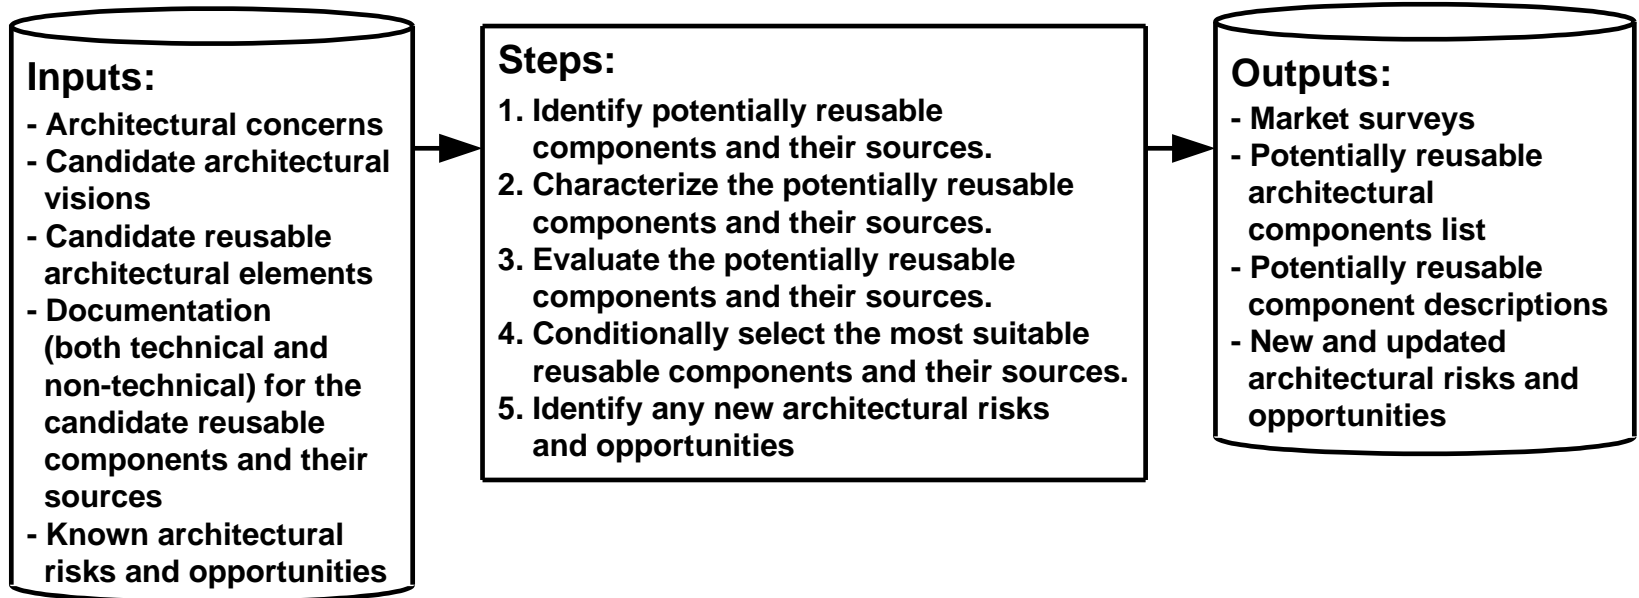 Inputs:
- Architectural concerns
- Candidate architectural
visions
- Candidate reusable
architectural elements
- Documentation
(both technical and
non-technical) for the
candidate reusable
components and their
sources
- Known architectural
risks and opportunities
Steps:
1. Identify potentially reusable
components and their sources.
2. Characterize the potentially reusable
components and their sources.
3. Evaluate the potentially reusable
components and their sources.
4. Conditionally select the most suitable
reusable components and their sources.
5. Identify any new architectural risks
and opportunities
Outputs:
- Market surveys
- Potentially reusable
architectural
components list
- Potentially reusable
component descriptions
- New and updated
architectural risks and
opportunities